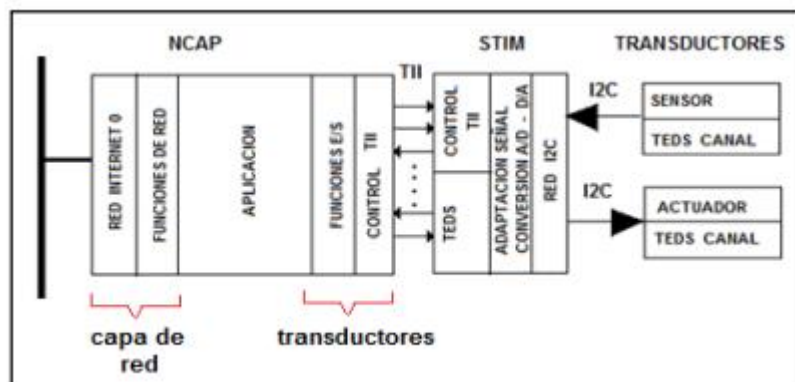 NCAP
STIM
TRANSDUCTORES
TII
RED INTERNET 0
FUNCIONES DE RED
APLICACION
FUNCIONES E/S
CONTROL TII
CONTROL
TII
TEDS
ADAPTACION SEÑAL
CONVERSION A/D - D/A
RED I2C
I2C
SENSOR
TEDS CANAL
I2C
ACTUADOR
TEDS CANAL
capa de
red
transductores